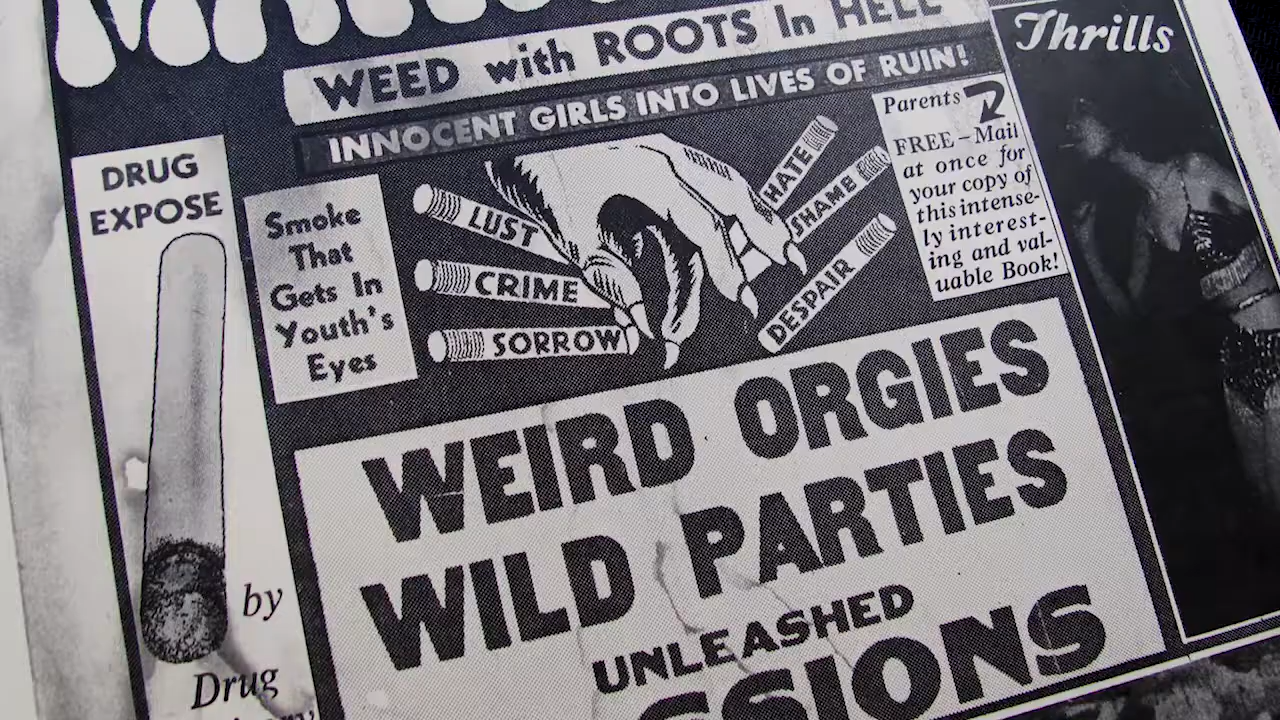 WEED with ROOTS In HELL
INNOCENT GIRLS INTO LIVES OF RUIN!
Thrills
DRUG
EXPOSE
Smoke
That
Gets In
Youth's
Eyes
LUST
CRIME
SORROW
HATE
SHAME
DESPAIR
Parents
FREE – Mail
at once for
your copy of
this intense-
ly interest-
ing and val-
uable Book!
WEIRD ORGIES
WILD PARTIES
UNLEASHED
SSIONS
by
Drug